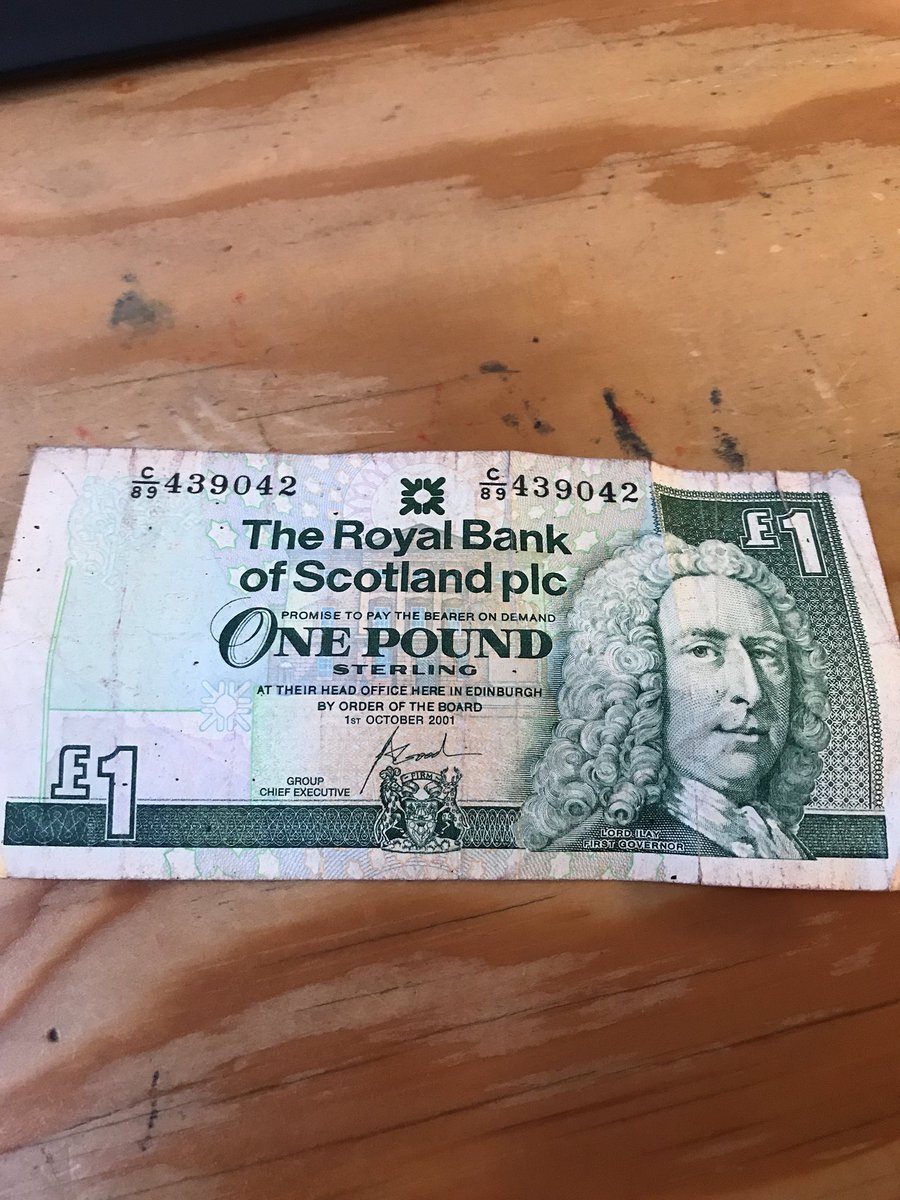 C/89 439042
C/89 439042
The Royal Bank
of Scotland plc
PROMISE TO PAY THE BEARER ON DEMAND
ONE POUND
STERLING
AT THEIR HEAD OFFICE HERE IN EDINBURGH
BY ORDER OF THE BOARD
1ST OCTOBER 2001
GROUP
CHIEF EXECUTIVE
£1
£1
FIRM
LORD ILAY
FIRST GOVERNOR